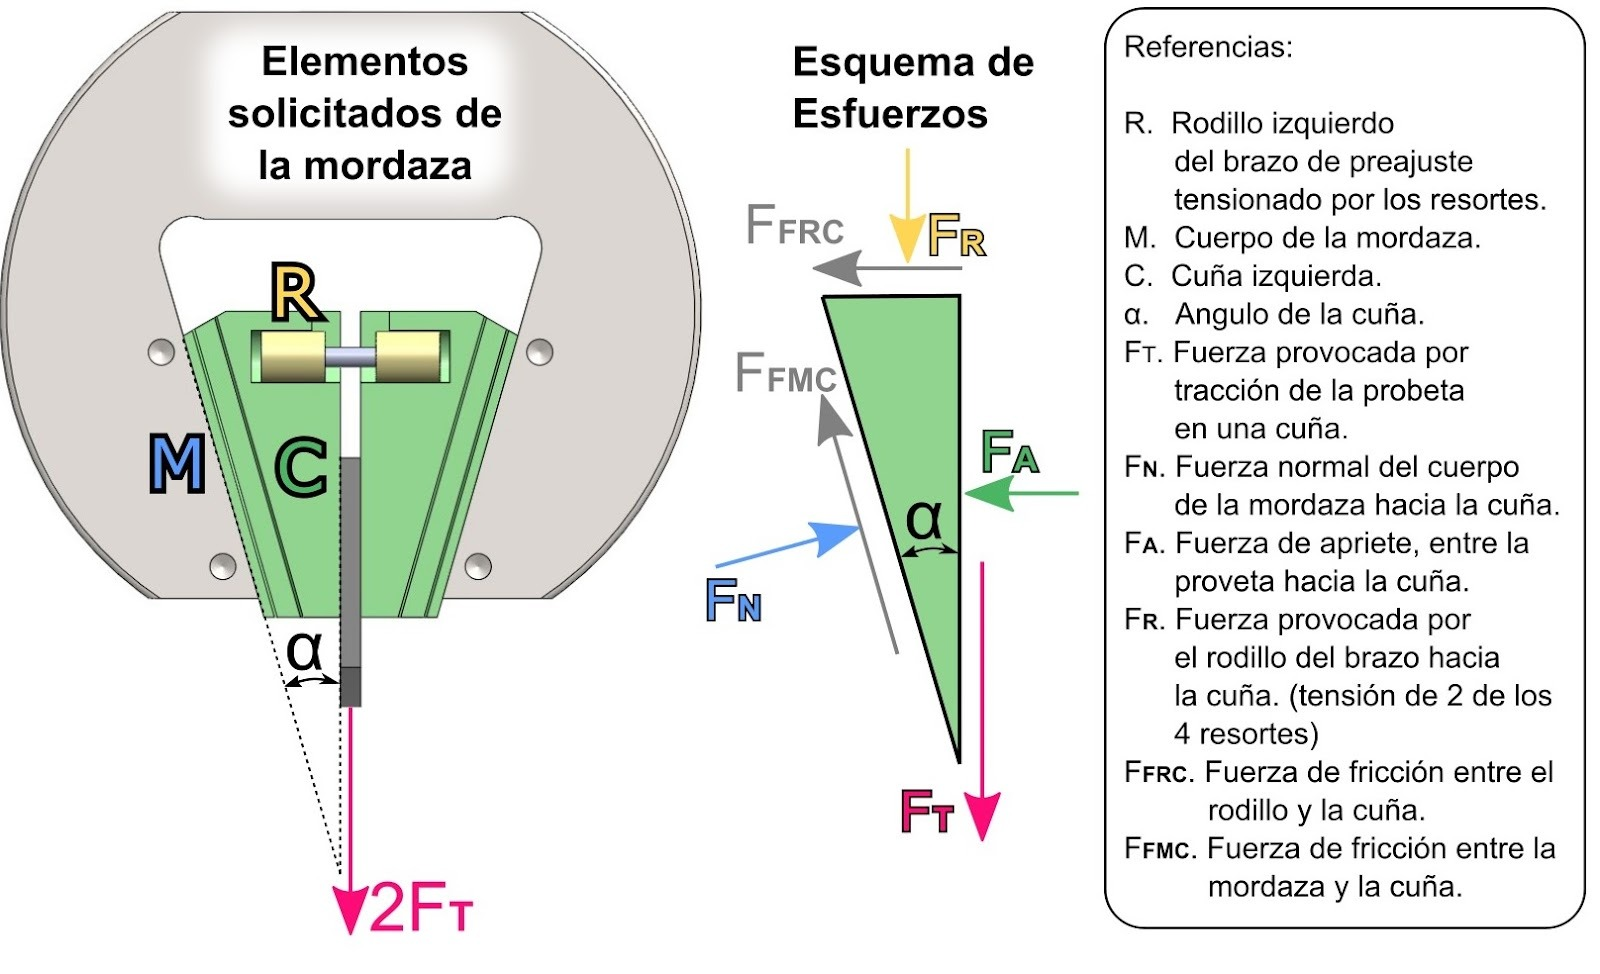 Elementos
solicitados de
la mordaza
R
M
C
α
2FT
Esquema de
Esfuerzos
FFRC
FR
FFMC
FA
α
FN
FT
Referencias:
R. Rodillo izquierdo
del brazo de preajuste
tensionado por los resortes.
M. Cuerpo de la mordaza.
C. Cuña izquierda.
α. Angulo de la cuña.
FT. Fuerza provocada por
tracción de la probeta
en una cuña.
FN. Fuerza normal del cuerpo
de la mordaza hacia la cuña.
FA. Fuerza de apriete, entre la
proveta hacia la cuña.
FR. Fuerza provocada por
el rodillo del brazo hacia
la cuña. (tensión de 2 de los
4 resortes)
FFRC. Fuerza de fricción entre el
rodillo y la cuña.
FFMC. Fuerza de fricción entre la
mordaza y la cuña.